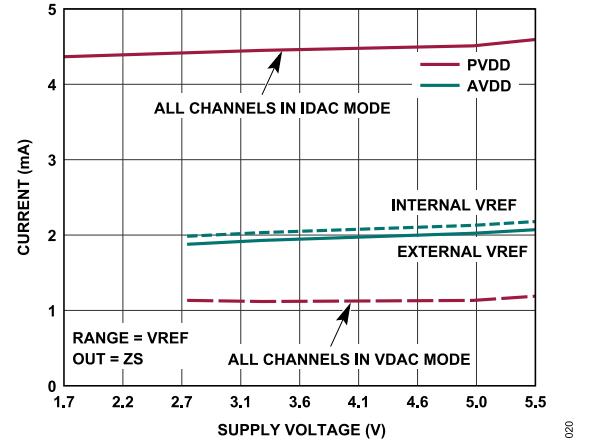 5
4
3
2
1
0
CURRENT (mA)
PVDD
AVDD
ALL CHANNELS IN IDAC MODE
INTERNAL VREF
EXTERNAL VREF
RANGE = VREF
OUT = ZS
ALL CHANNELS IN VDAC MODE
1.7 2.2 2.7 3.1 3.6 4.1 4.6 5.0 5.5
SUPPLY VOLTAGE (V)
020